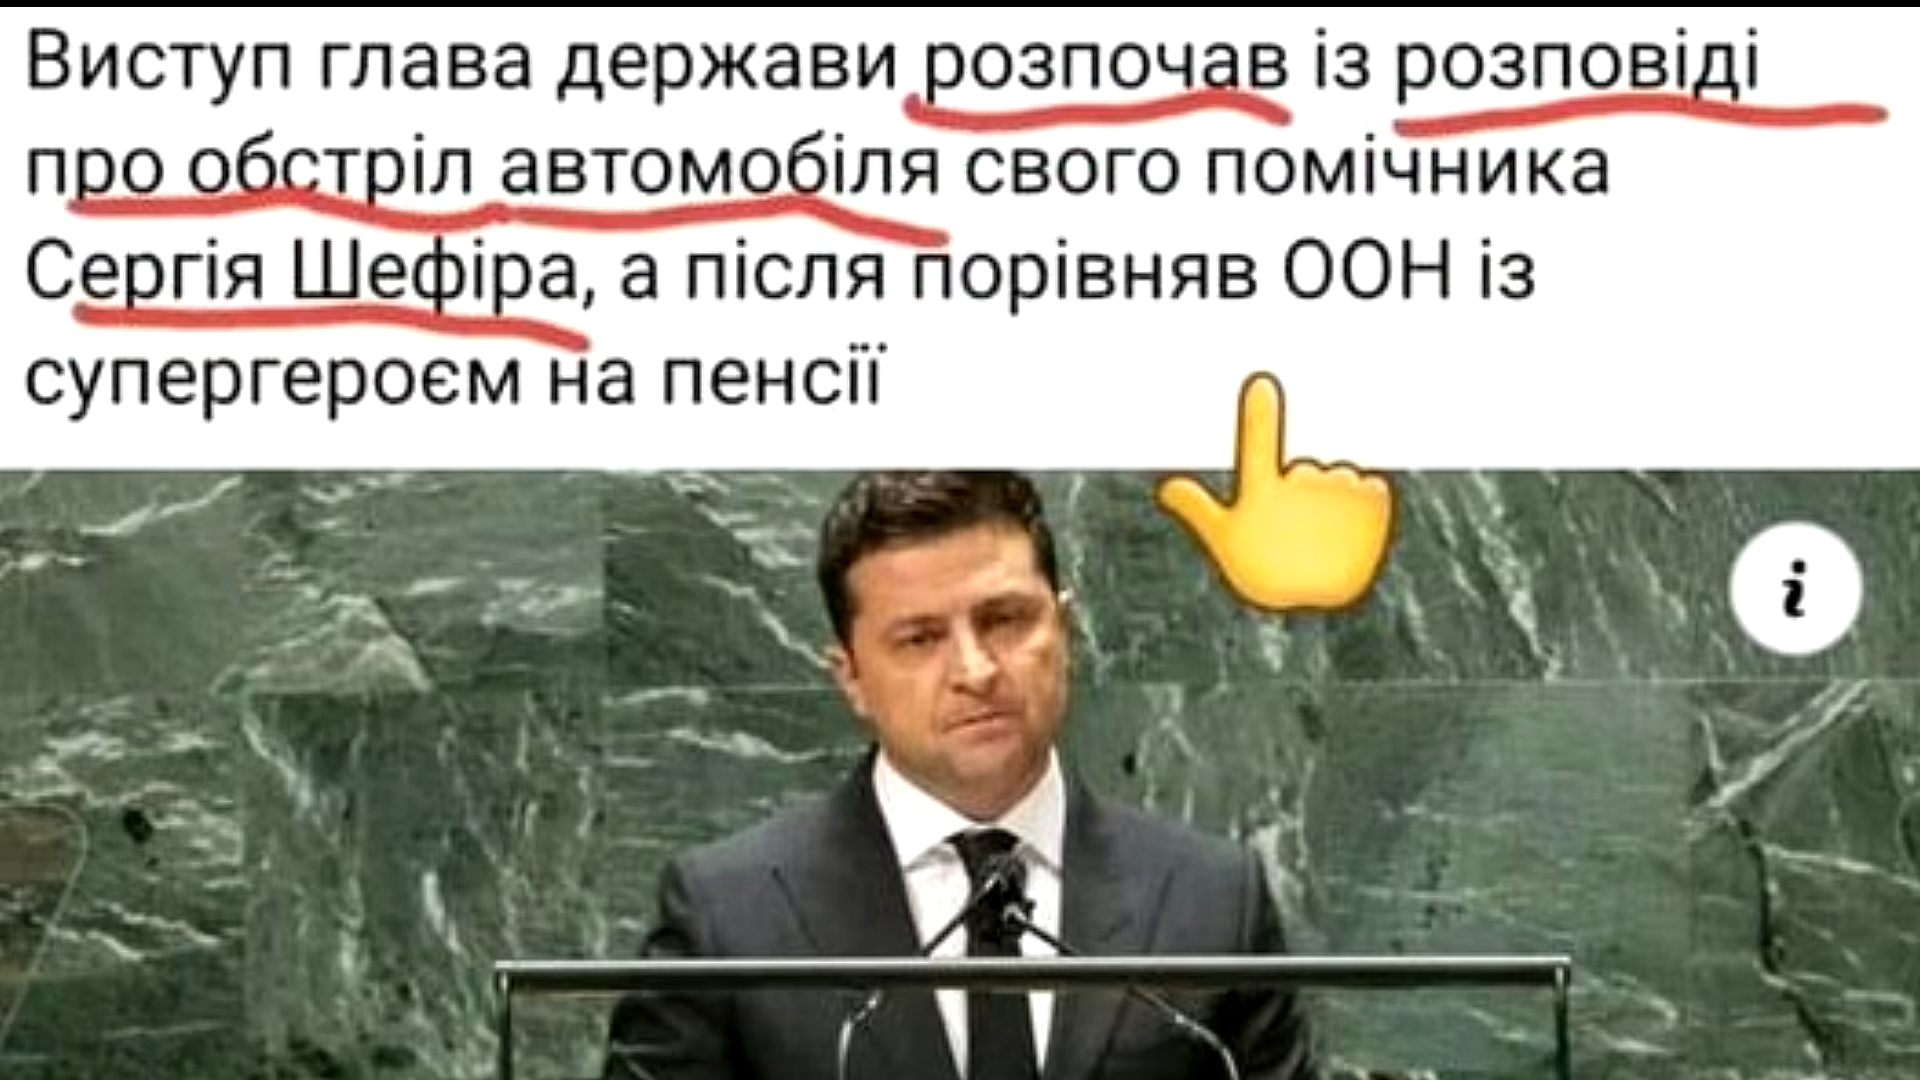 Виступ глава держави розпочав із розповіді
про обстріл автомобіля свого помічника
Сергія Шефіра, а після порівняв ООН із
супергероєм на пенсії
i